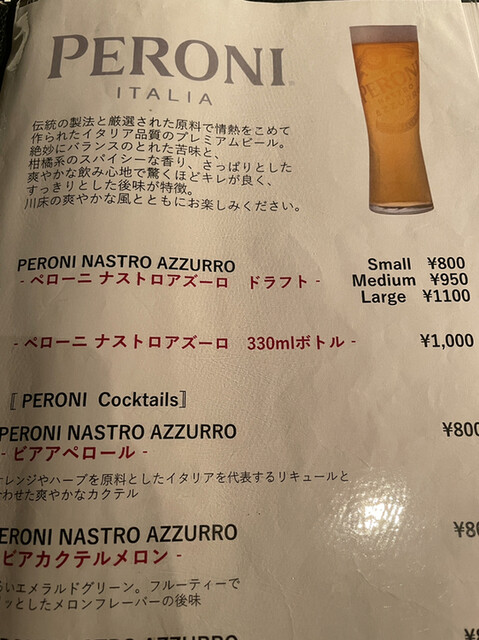 PERONI
ITALIA
伝統の製法と厳選された原料で情熱をこめて
作られたイタリア品質のプレミアムビール。
絶妙にバランスのとれた苦味と、
柑橘系のスパイシーな香り、さっぱりとした
爽やかな飲み心地で驚くほどキレが良く、
すっきりとした後味が特徴。
川床の爽やかな風とともにお楽しみください。
PERONI NASTRO AZZURRO Small ¥800
- ペローニ ナストロアズーロ ドラフト - Medium ¥950
Large ¥1100
- ペローニ ナストロアズーロ 330mlボトル - ¥1,000
〚 PERONI Cocktails〛
PERONI NASTRO AZZURRO ¥800
- ビアアペロール -
レンジやハーブを原料としたイタリアを代表するリキュールと
わせた爽やかなカクテル
ERONI NASTRO AZZURRO ¥80
ビアカクテルメロン -
るいエメラルドグリーン。フルーティーで
ッとしたメロンフレーバーの後味